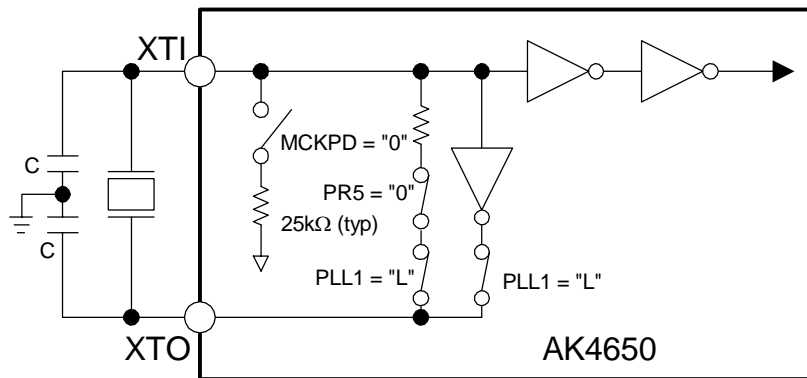 XTI
MCKPD = "0"
C
PR5 = "0"
25kΩ (typ)
C
PLL1 = "L"
PLL1 = "L"
XTO
AK4650